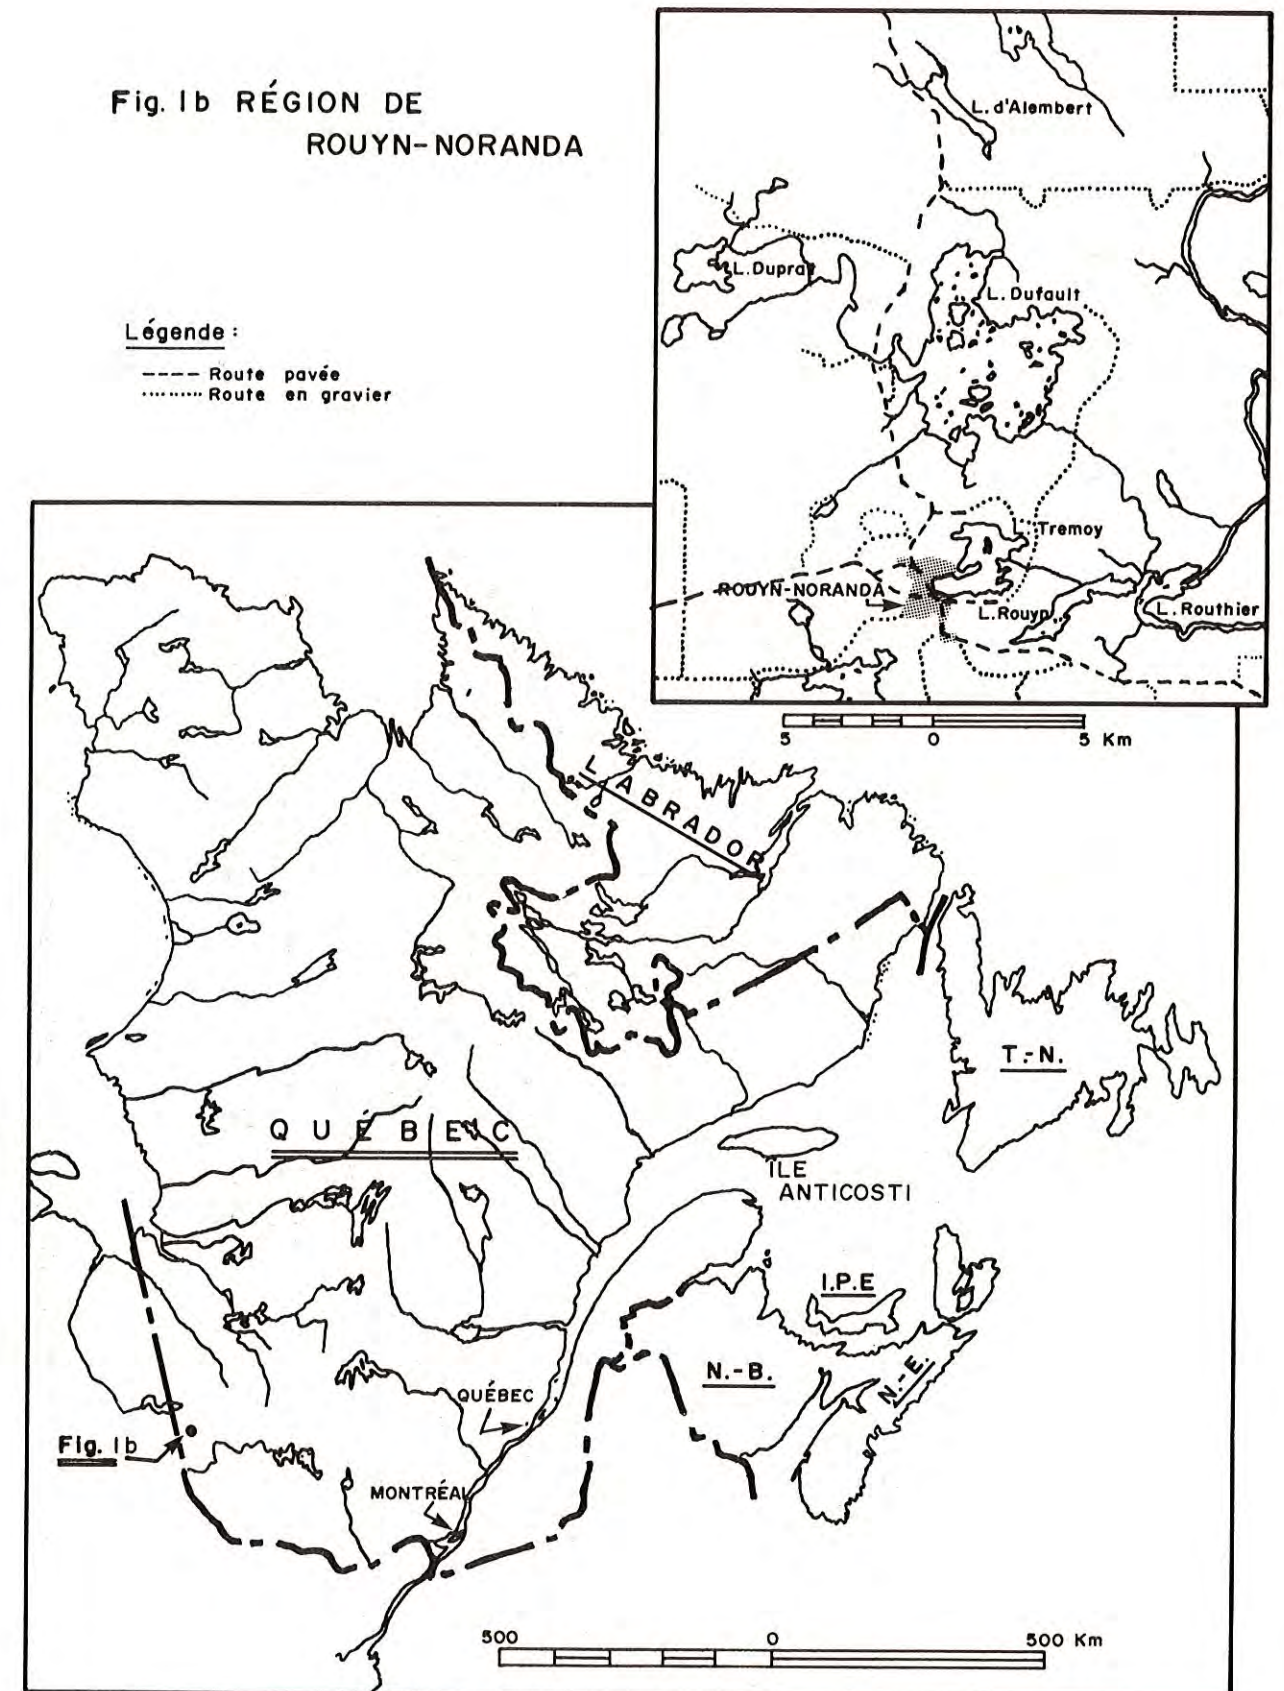 Fig. 1b RÉGION DE
ROUYN-NORANDA
Légende :
Route pavée
Route en gravier
L. d'Alembert
L. Duprat
L. Dufault
Tremoy
ROUYN-NORANDA
L. Rouyn
L. Routhier
5 0 5 Km
LABRADOR
T.-N.
QUÉBEC
ÎLE
ANTICOSTI
I.P.E
N.-B.
N.-E.
QUÉBEC
Fig. 1b
MONTRÉAL
500 0 500 Km